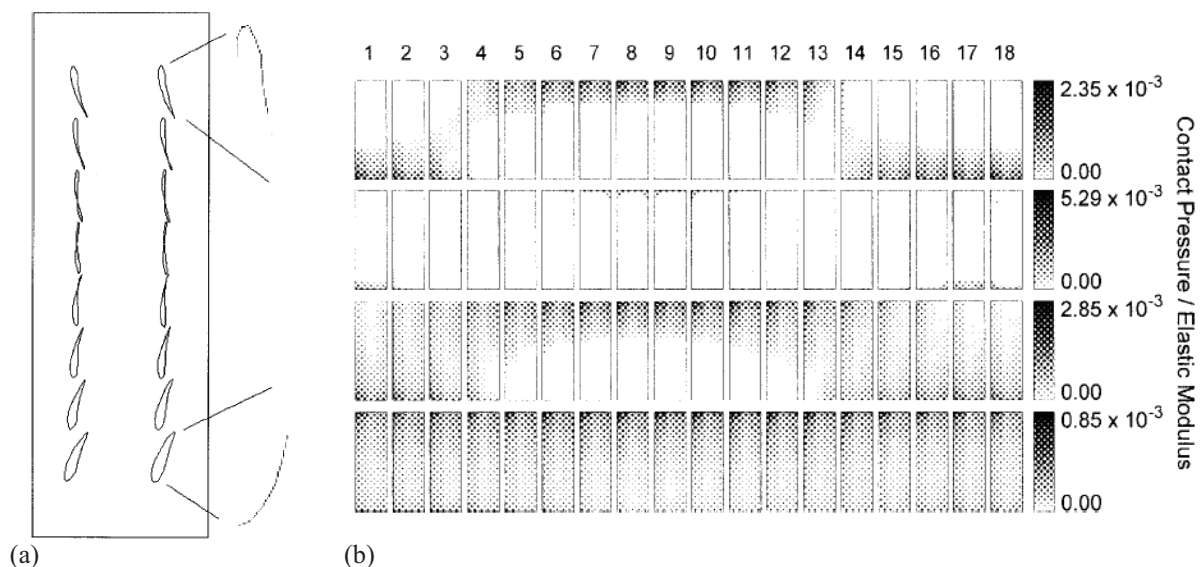 1 2 3 4 5 6 7 8 9 10 11 12 13 14 15 16 17 18
2.35 x 10⁻³
0.00
5.29 x 10⁻³
0.00
2.85 x 10⁻³
0.00
0.85 x 10⁻³
0.00
Contact Pressure / Elastic Modulus
(a)
(b)